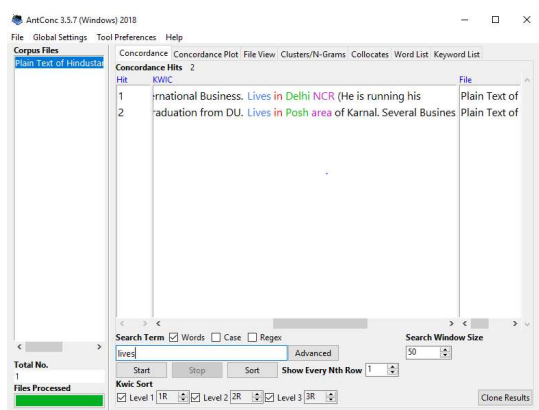 AntConc 3.5.7 (Windows) 2018
File Global Settings Tool Preferences Help
Corpus Files
Plain Text of Hindustar
Concordance Concordance Plot File View Clusters/N-Grams Collocates Word List Keyword List
Concordance Hits 2
Hit KWIC File
1 ernational Business. Lives in Delhi NCR (He is running his Plain Text of
2 raduation from DU. Lives in Posh area of Karnal. Several Busines Plain Text of
Search Term Words Case Regex Search Window Size
lives Advanced 50
Start Stop Sort Show Every Nth Row 1
Kwic Sort
Level 1 1R Level 2 2R Level 3 3R Clone Results
Total No.
1
Files Processed